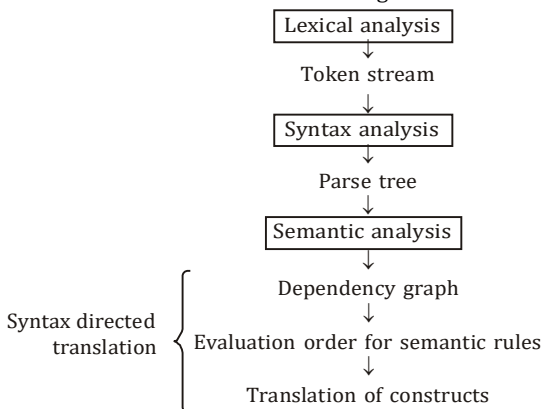 Lexical analysis
Token stream
Syntax analysis
Parse tree
Semantic analysis
Dependency graph
Syntax directed
translation
Evaluation order for semantic rules
Translation of constructs